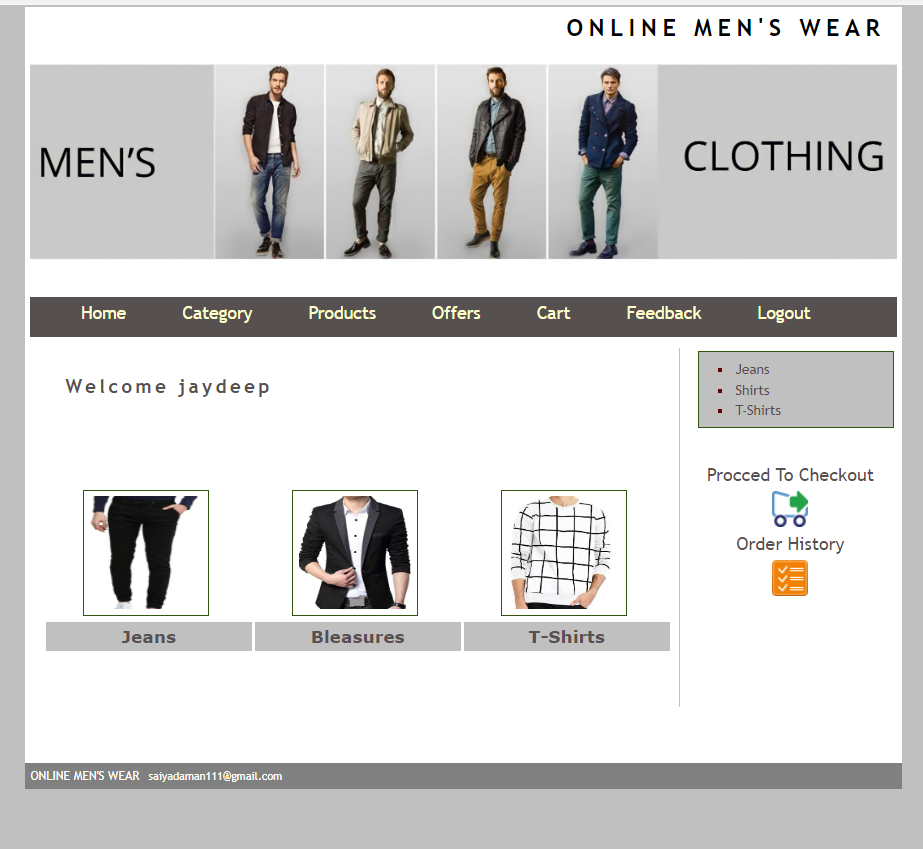 ONLINE MEN'S WEAR
MEN'S
CLOTHING
Home Category Products Offers Cart Feedback Logout
Welcome jaydeep
Jeans Bleasures T-Shirts
Jeans
Shirts
T-Shirts
Procced To Checkout
Order History
ONLINE MEN'S WEAR saiyadaman111@gmail.com